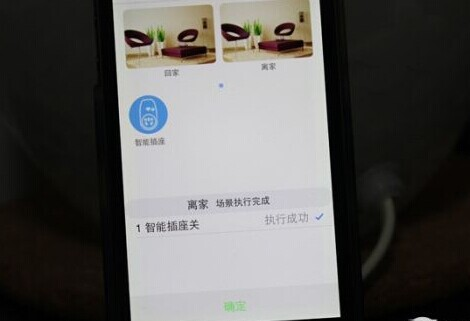 回家 离家
智能插座
离家 场景执行完成
1 智能插座关 执行成功
确定